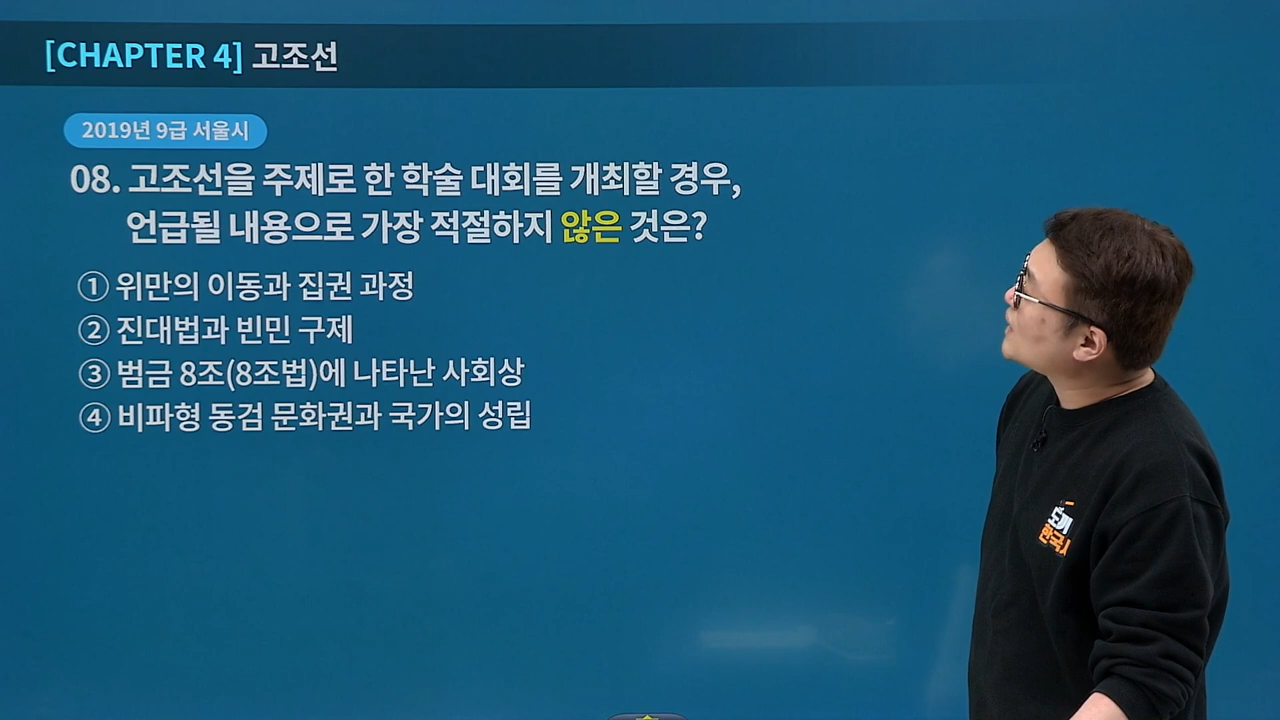 [CHAPTER 4] 고조선
2019년 9급 서울시
08. 고조선을 주제로 한 학술 대회를 개최할 경우,
언급될 내용으로 가장 적절하지 않은 것은?
① 위만의 이동과 집권 과정
② 진대법과 빈민 구제
③ 범금 8조(8조법)에 나타난 사회상
④ 비파형 동검 문화권과 국가의 성립
도끼
한국사